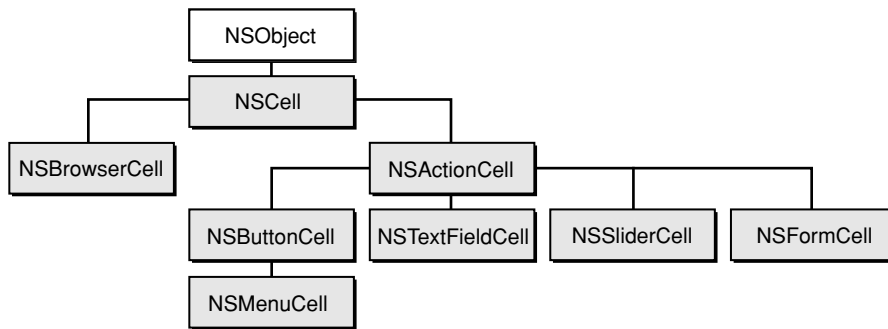 NSObject
NSCell
NSBrowserCell
NSActionCell
NSButtonCell
NSTextFieldCell
NSSliderCell
NSFormCell
NSMenuCell